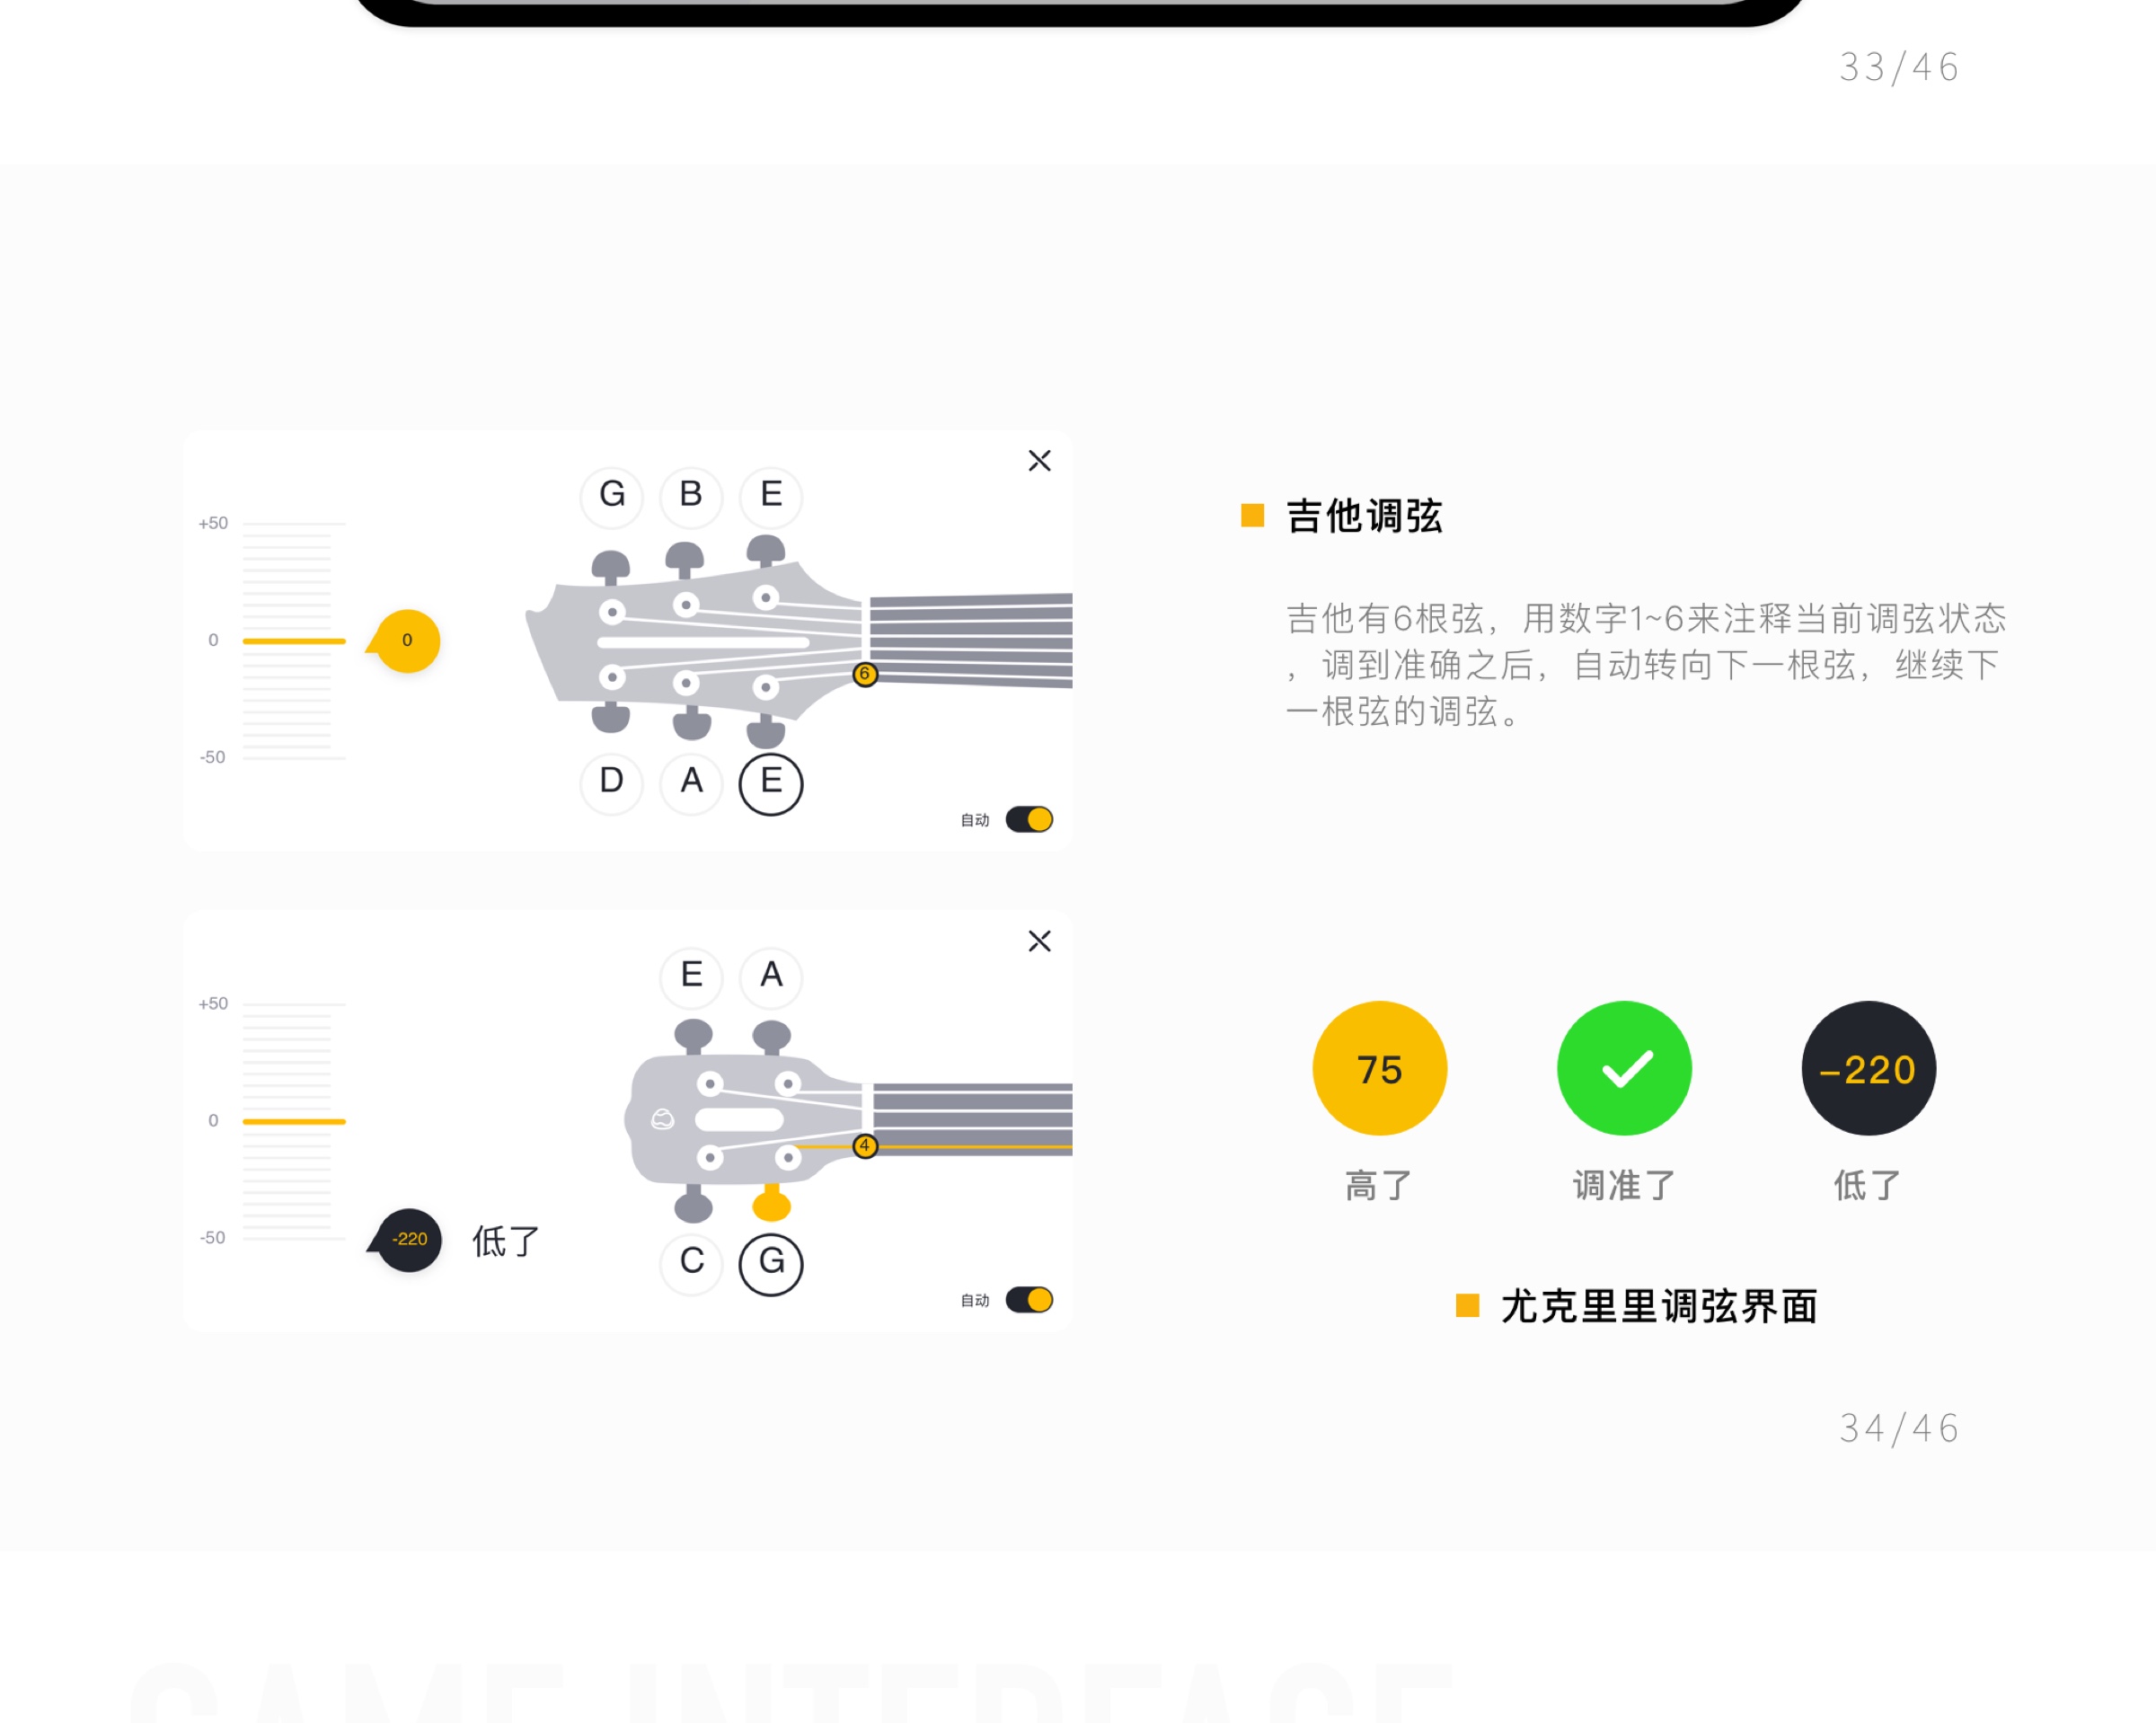 33/46
G B E
+50
0
0
-50
6
D A E
自动
吉他调弦
吉他有6根弦，用数字1~6来注释当前调弦状态
，调到准确之后，自动转向下一根弦，继续下
一根弦的调弦。
E A
+50
0
-50
-220
低了
4
C G
自动
75
-220
高了
调准了
低了
尤克里里调弦界面
34/46
GAME INTERFACE